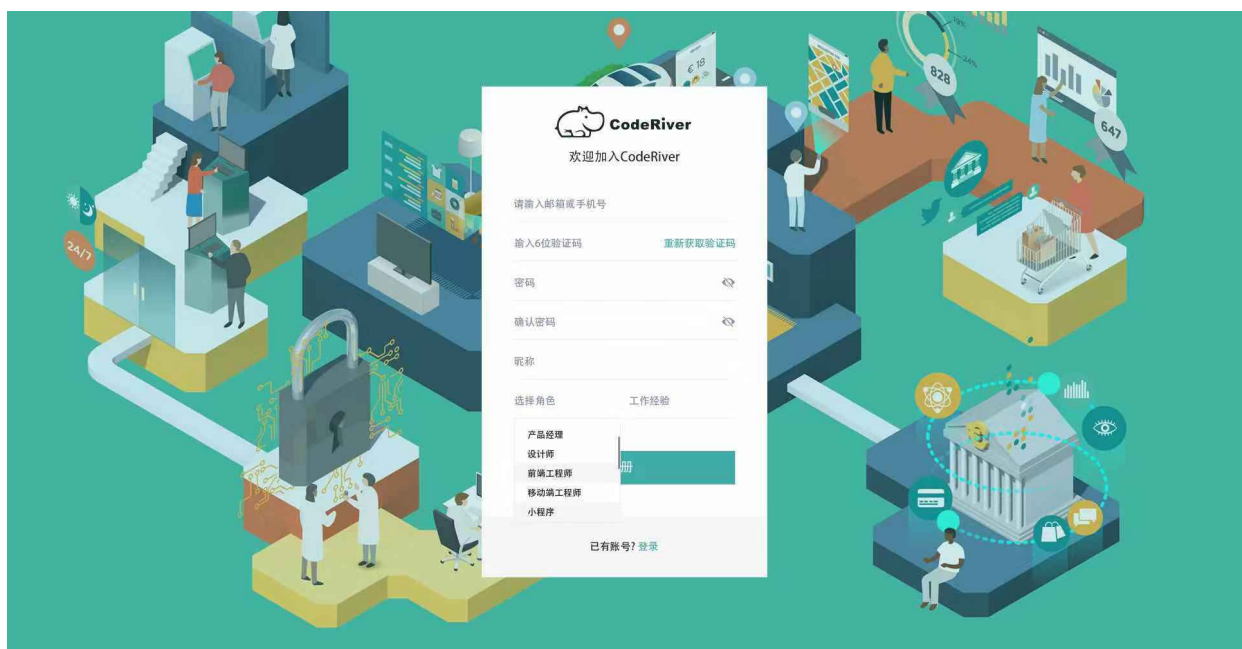 CodeRiver
欢迎加入CodeRiver
请输入邮箱或手机号
输入6位验证码 重新获取验证码
密码
确认密码
昵称
选择角色 工作经验
产品经理
设计师
前端工程师
移动端工程师
小程序
册
已有账号? 登录
24/7
€ 18
19%
24%
828
647